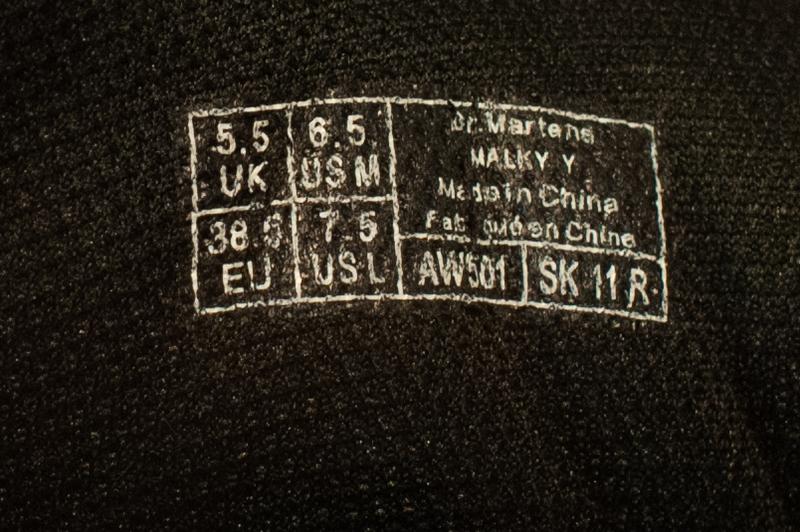 5.5
UK
6.5
US M
38.5
EU
7.5
US L
Dr.Martens
MALKY Y
Made in China
en Chine
AW501
SK 11 R